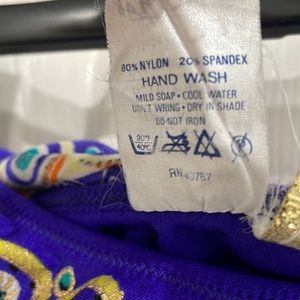 80% NYLON 20% SPANDEX
HAND WASH
MILD SOAP • COOL WATER
DON'T WRING • DRY IN SHADE
DO NOT IRON
40°C
RN 49787